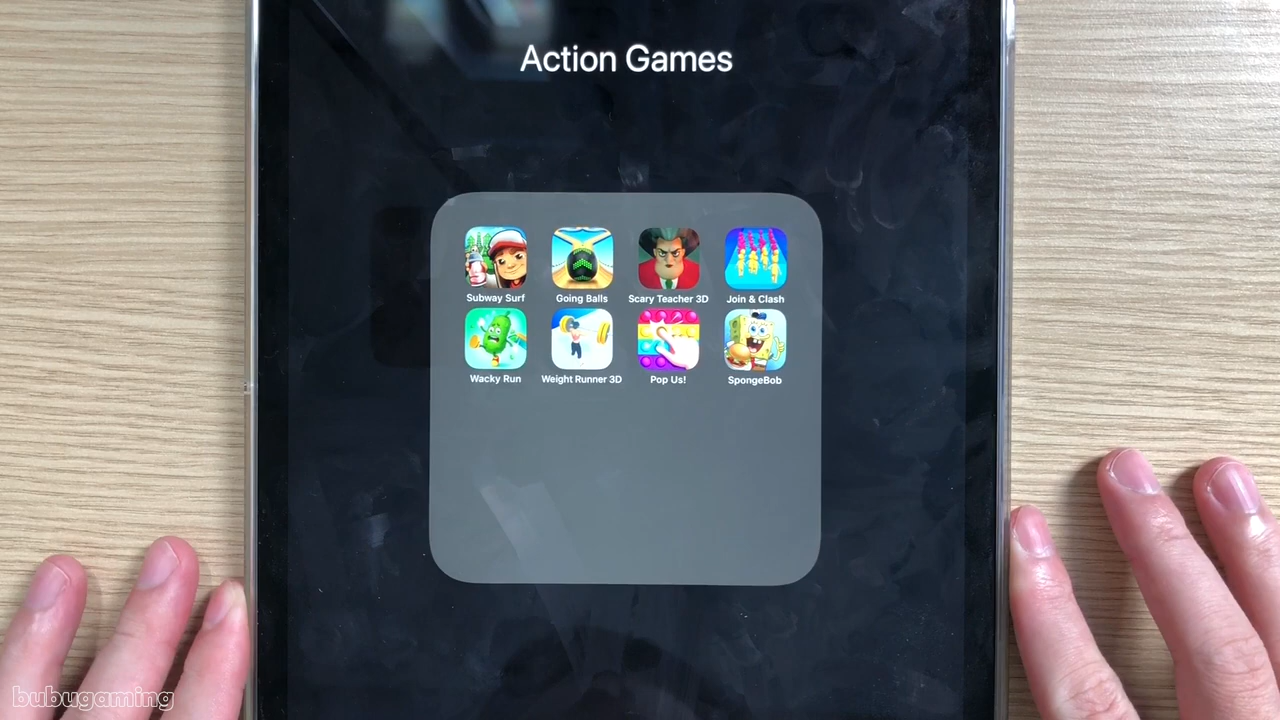 Action Games
Subway Surf
Going Balls
Scary Teacher 3D
Join & Clash
Wacky Run
Weight Runner 3D
Pop Us!
SpongeBob
bubugaming